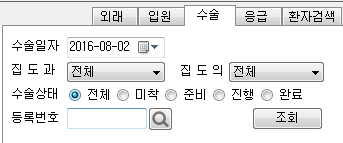 외래 입원 수술 응급 환자검색
수술일자 2016-08-02
집 도 과 전체 집 도 의 전체
수술상태 전체 미착 준비 진행 완료
등록번호 조회